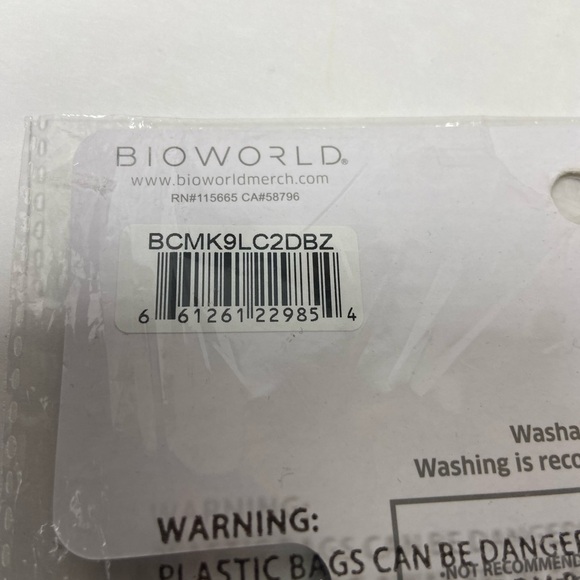 BIOWORLD®
www.bioworldmerch.com
RN#115665 CA#58796
BCMK9LC2DBZ
6 61261 22985 4
Washa
Washing is reco
WARNING:
PLASTIC BAGS CAN BE DANGER
*NOT RECOMMEN